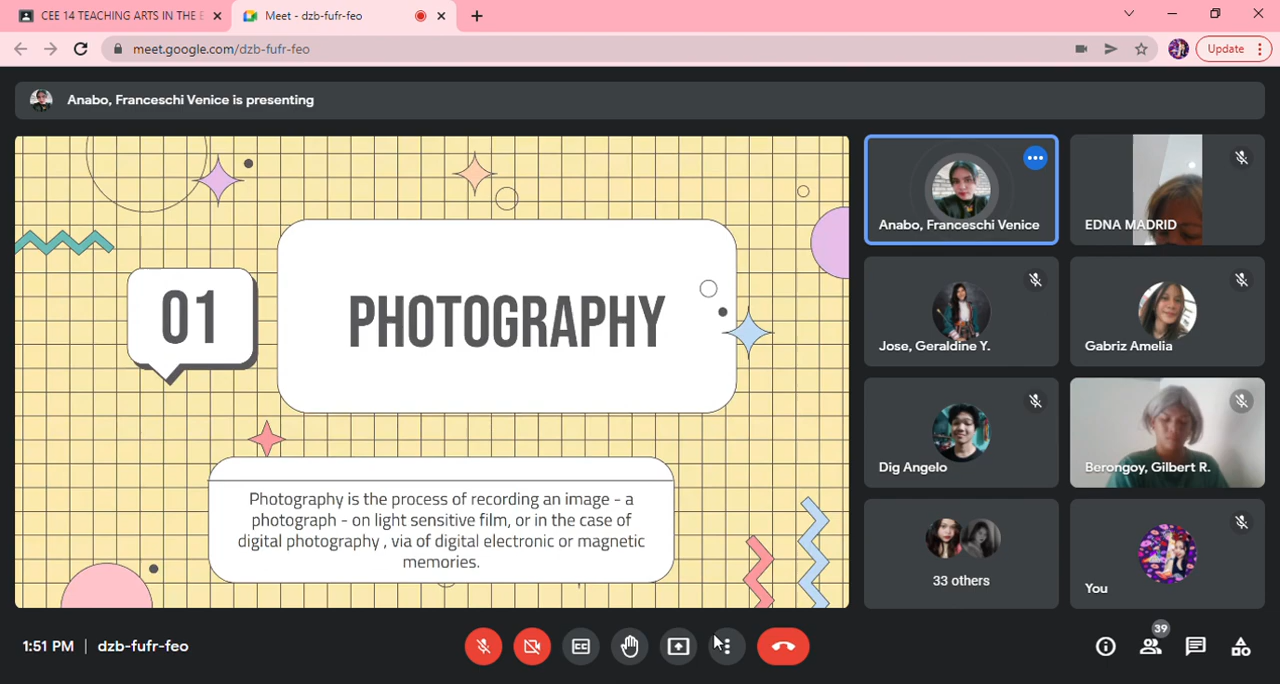 CEE 14 TEACHING ARTS IN THE E
Meet - dzb-fufr-feo
meet.google.com/dzb-fufr-feo
Update
Anabo, Franceschi Venice is presenting
01
PHOTOGRAPHY
Photography is the process of recording an image - a
photograph - on light sensitive film, or in the case of
digital photography , via of digital electronic or magnetic
memories.
Anabo, Franceschi Venice
EDNA MADRID
Jose, Geraldine Y.
Gabriz Amelia
Dig Angelo
Berongoy, Gilbert R.
33 others
You
1:51 PM | dzb-fufr-feo
CC
39